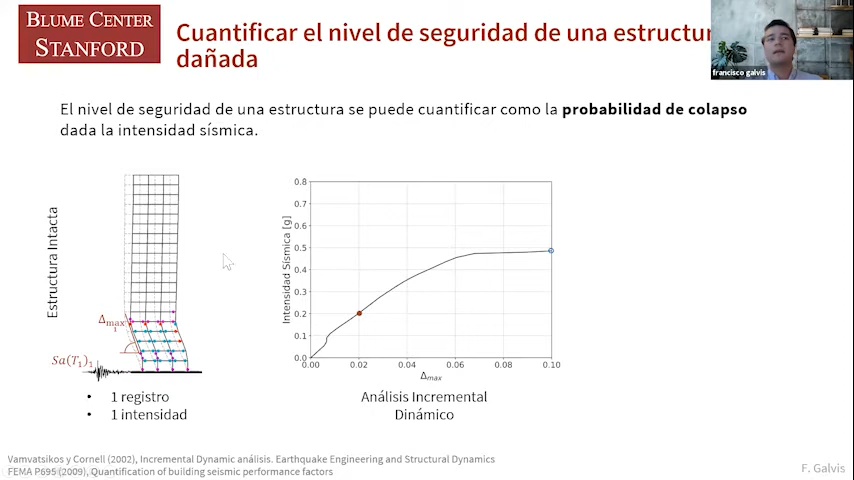 BLUME CENTER
STANFORD
Cuantificar el nivel de seguridad de una estructur
dañada
francisco galvis
El nivel de seguridad de una estructura se puede cuantificar como la probabilidad de colapso
dada la intensidad sísmica.
Estructura Intacta
Δmax
1
Sa(T1)1
• 1 registro
• 1 intensidad
Intensidad Sísmica [g]
0.8
0.7
0.6
0.5
0.4
0.3
0.2
0.1
0.0
0.00 0.02 0.04 0.06 0.08 0.10
Δmax
Análisis Incremental
Dinámico
Vamvatsikos y Cornell (2002), Incremental Dynamic análisis. Earthquake Engineering and Structural Dynamics
FEMA P695 (2009), Quantification of building seismic performance factors
F. Galvis